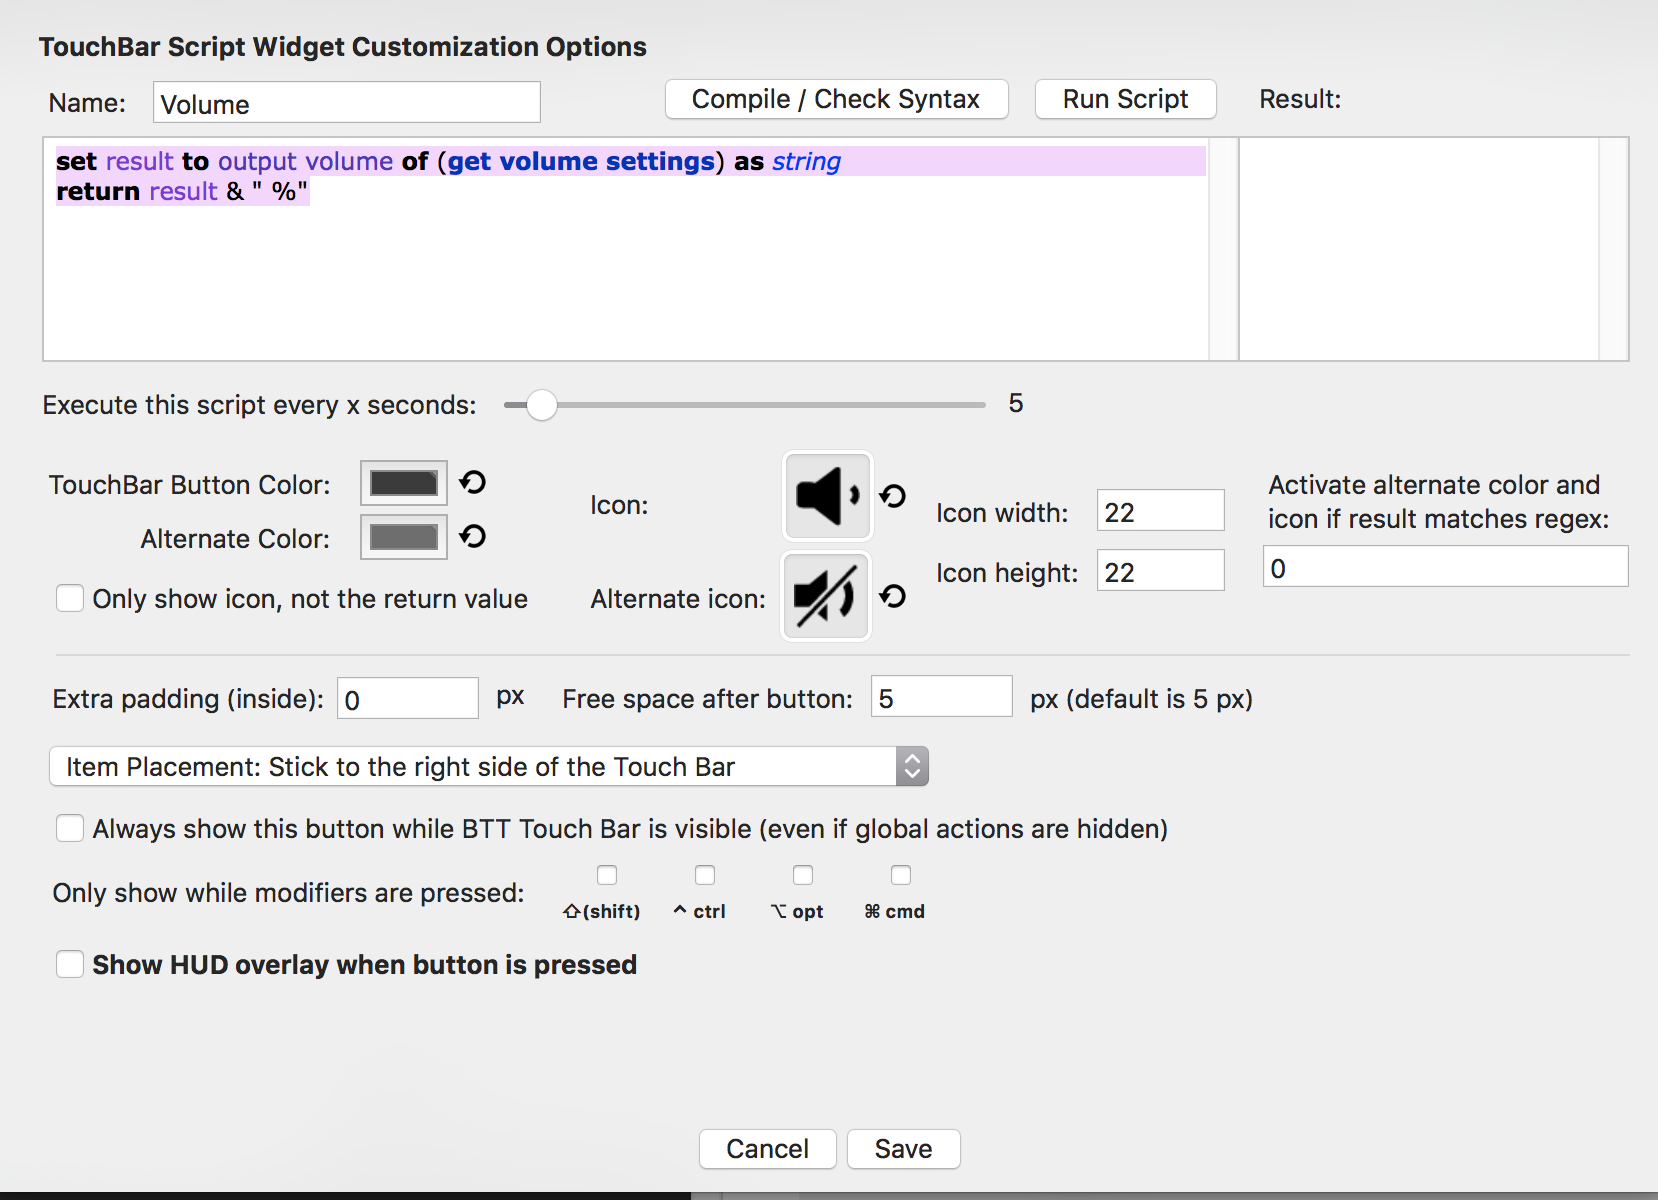 TouchBar Script Widget Customization Options
Name: Volume Compile / Check Syntax Run Script Result:
set result to output volume of (get volume settings) as string
return result & " %"
Execute this script every x seconds: 5
TouchBar Button Color:
Alternate Color:
Only show icon, not the return value
Icon:
Alternate icon:
Icon width: 22
Icon height: 22
Activate alternate color and
icon if result matches regex:
0
Extra padding (inside): 0 px Free space after button: 5 px (default is 5 px)
Item Placement: Stick to the right side of the Touch Bar
Always show this button while BTT Touch Bar is visible (even if global actions are hidden)
Only show while modifiers are pressed:
⇧(shift) ^ ctrl ⌥ opt ⌘ cmd
Show HUD overlay when button is pressed
Cancel Save